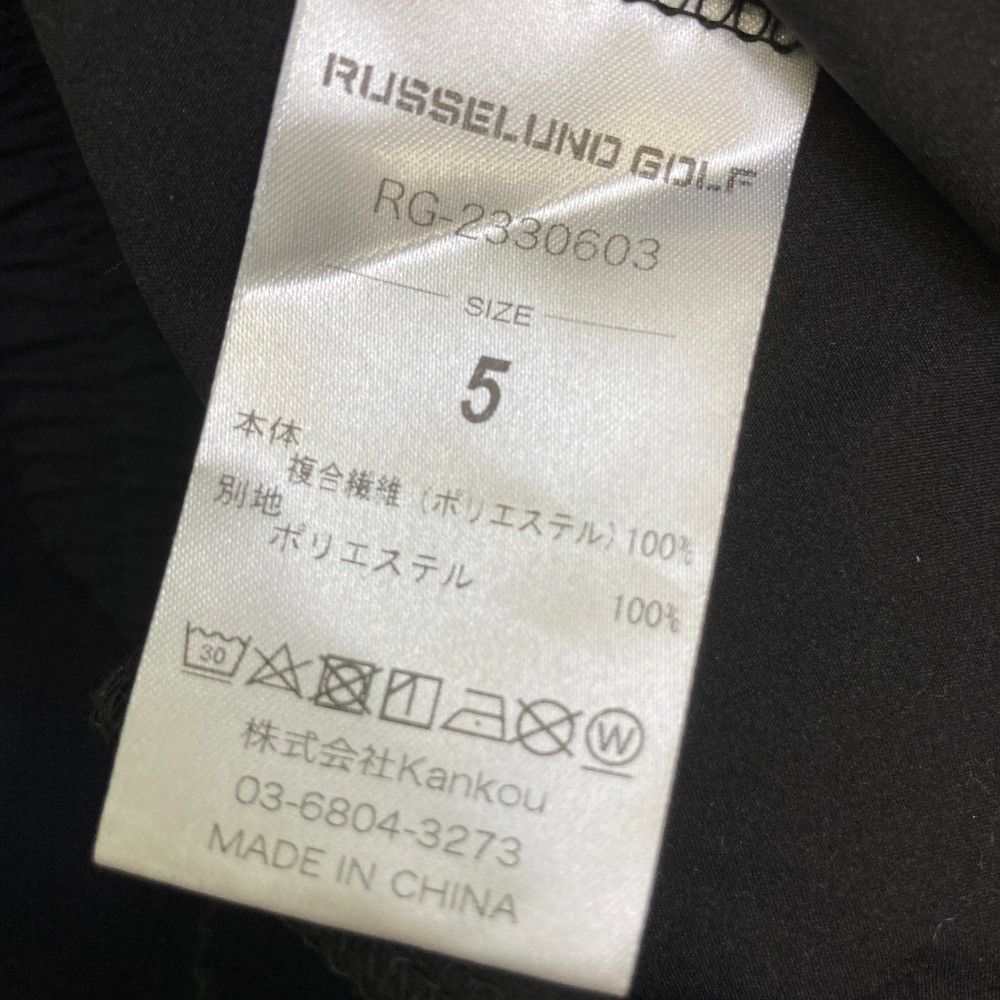 RUSSELUNO GOLF
RG-2330603
SIZE
5
本体
複合繊維(ポリエステル)100%
別地
ポリエステル 100%
30
W
株式会社Kankou
03-6804-3273
MADE IN CHINA